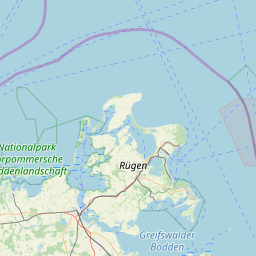 Nationalpark
orpommersche
ddenlandschaft
Rügen
Greifswalder
Bodden